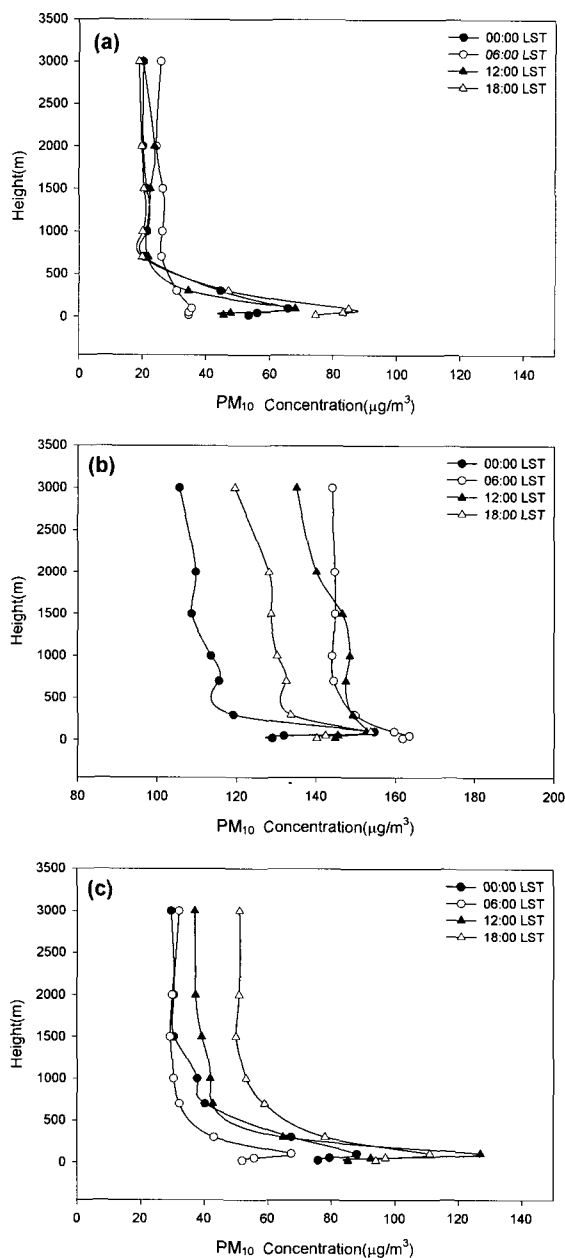 (a)
00:00 LST
06:00 LST
12:00 LST
18:00 LST
3500
3000
2500
2000
1500
1000
500
0
Height(m)
0 20 40 60 80 100 120 140
PM₁₀ Concentration(μg/m³)
(b)
00:00 LST
06:00 LST
12:00 LST
18:00 LST
3500
3000
2500
2000
1500
1000
500
0
Height(m)
80 100 120 140 160 180 200
PM₁₀ Concentration(μg/m³)
(c)
00:00 LST
06:00 LST
12:00 LST
18:00 LST
3500
3000
2500
2000
1500
1000
500
0
Height(m)
0 20 40 60 80 100 120 140
PM₁₀ Concentration(μg/m³)